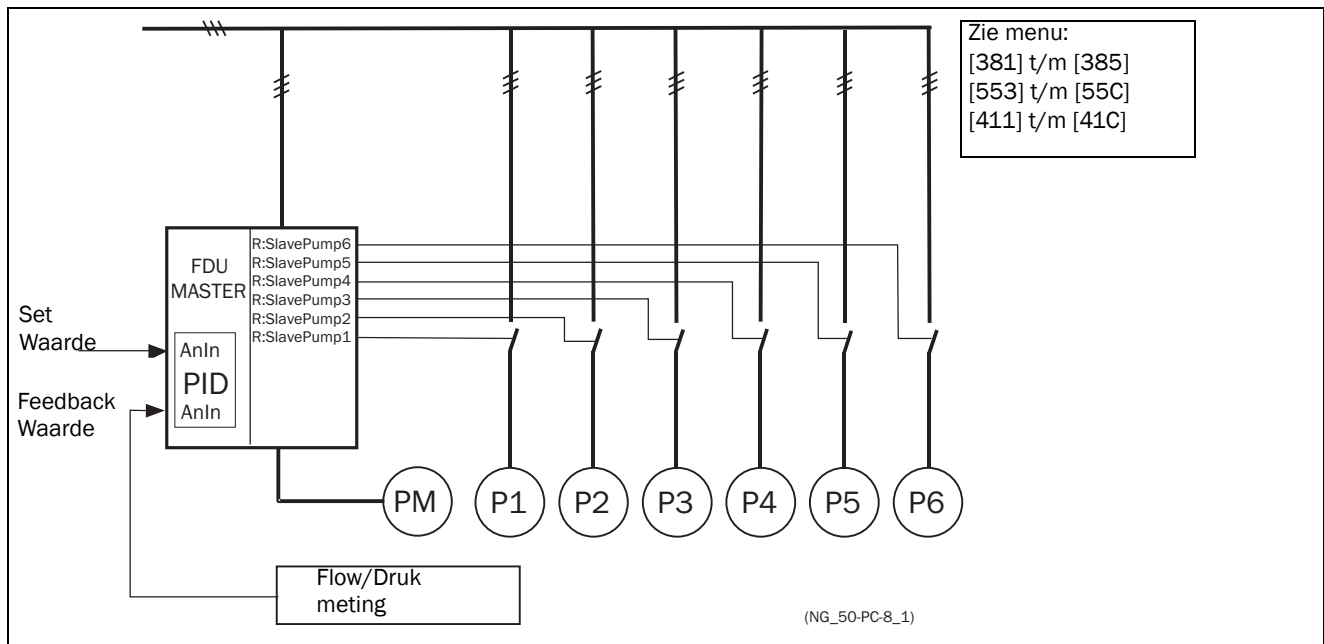 Zie menu:
[381] t/m [385]
[553] t/m [55C]
[411] t/m [41C]
FDU
MASTER
R:SlavePump6
R:SlavePump5
R:SlavePump4
R:SlavePump3
R:SlavePump2
R:SlavePump1
Set
Waarde
AnIn
PID
AnIn
Feedback
Waarde
PM
P1
P2
P3
P4
P5
P6
Flow/Druk
meting
(NG_50-PC-8_1)